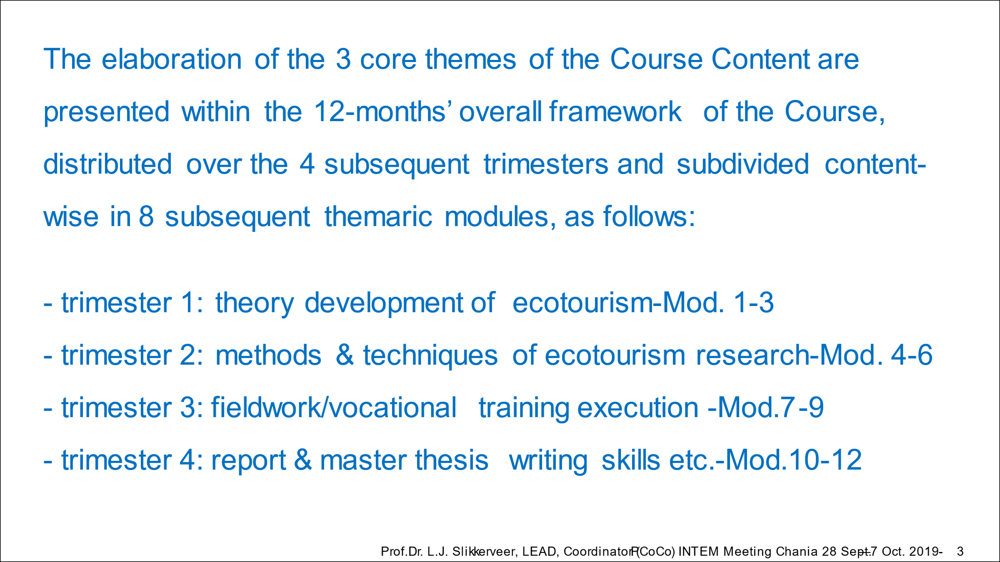 The elaboration of the 3 core themes of the Course Content are
presented within the 12-months’ overall framework of the Course,
distributed over the 4 subsequent trimesters and subdivided content-
wise in 8 subsequent themaric modules, as follows:
- trimester 1: theory development of ecotourism-Mod. 1-3
- trimester 2: methods & techniques of ecotourism research-Mod. 4-6
- trimester 3: fieldwork/vocational training execution -Mod.7-9
- trimester 4: report & master thesis writing skills etc.-Mod.10-12
Prof.Dr. L.J. Slikkerveer, LEAD, Coordinator (CoCo) INTEM Meeting Chania 28 Sept.–7 Oct. 2019- 3